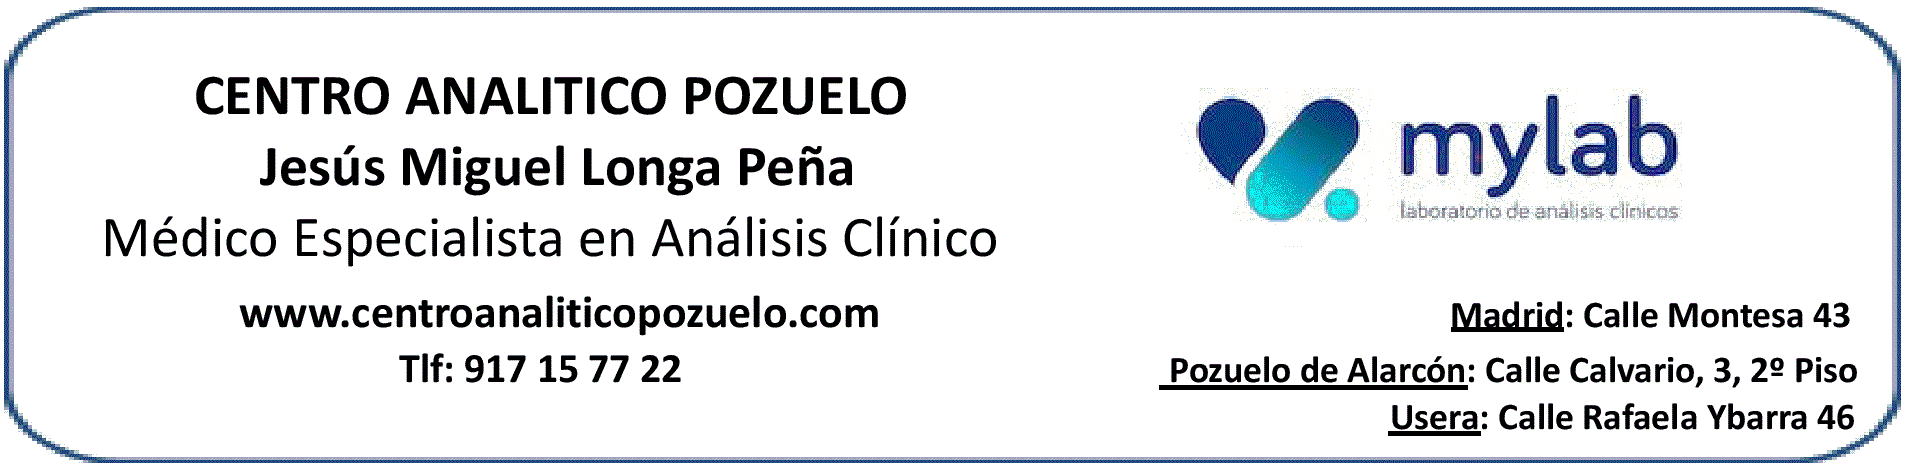 CENTRO ANALITICO POZUELO
Jesús Miguel Longa Peña
Médico Especialista en Análisis Clínico
www.centroanaliticopozuelo.com
Tlf: 917 15 77 22
mylab
laboratorio de análisis clínicos
Madrid: Calle Montesa 43
Pozuelo de Alarcón: Calle Calvario, 3, 2º Piso
Usera: Calle Rafaela Ybarra 46